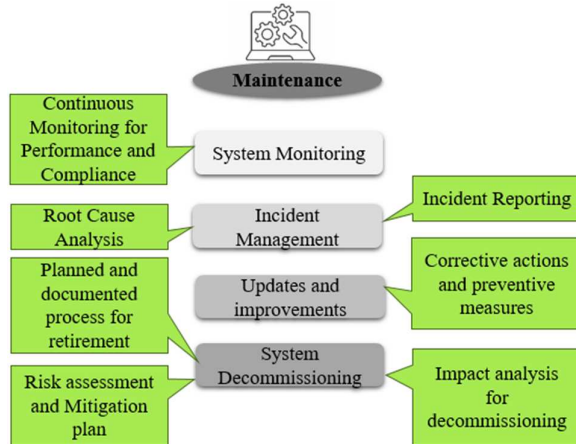 Maintenance
Continuous
Monitoring for
Performance and
Compliance
System Monitoring
Incident Reporting
Root Cause
Analysis
Incident
Management
Planned and
documented
process for
retirement
Updates and
improvements
Corrective actions
and preventive
measures
System
Decommissioning
Risk assessment
and Mitigation
plan
Impact analysis
for
decommissioning